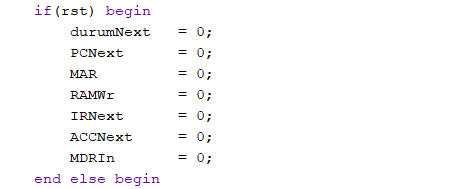 if(rst) begin
durumNext = 0;
PCNext = 0;
MAR = 0;
RAMWr = 0;
IRNext = 0;
ACCNext = 0;
MDRIn = 0;
end else begin